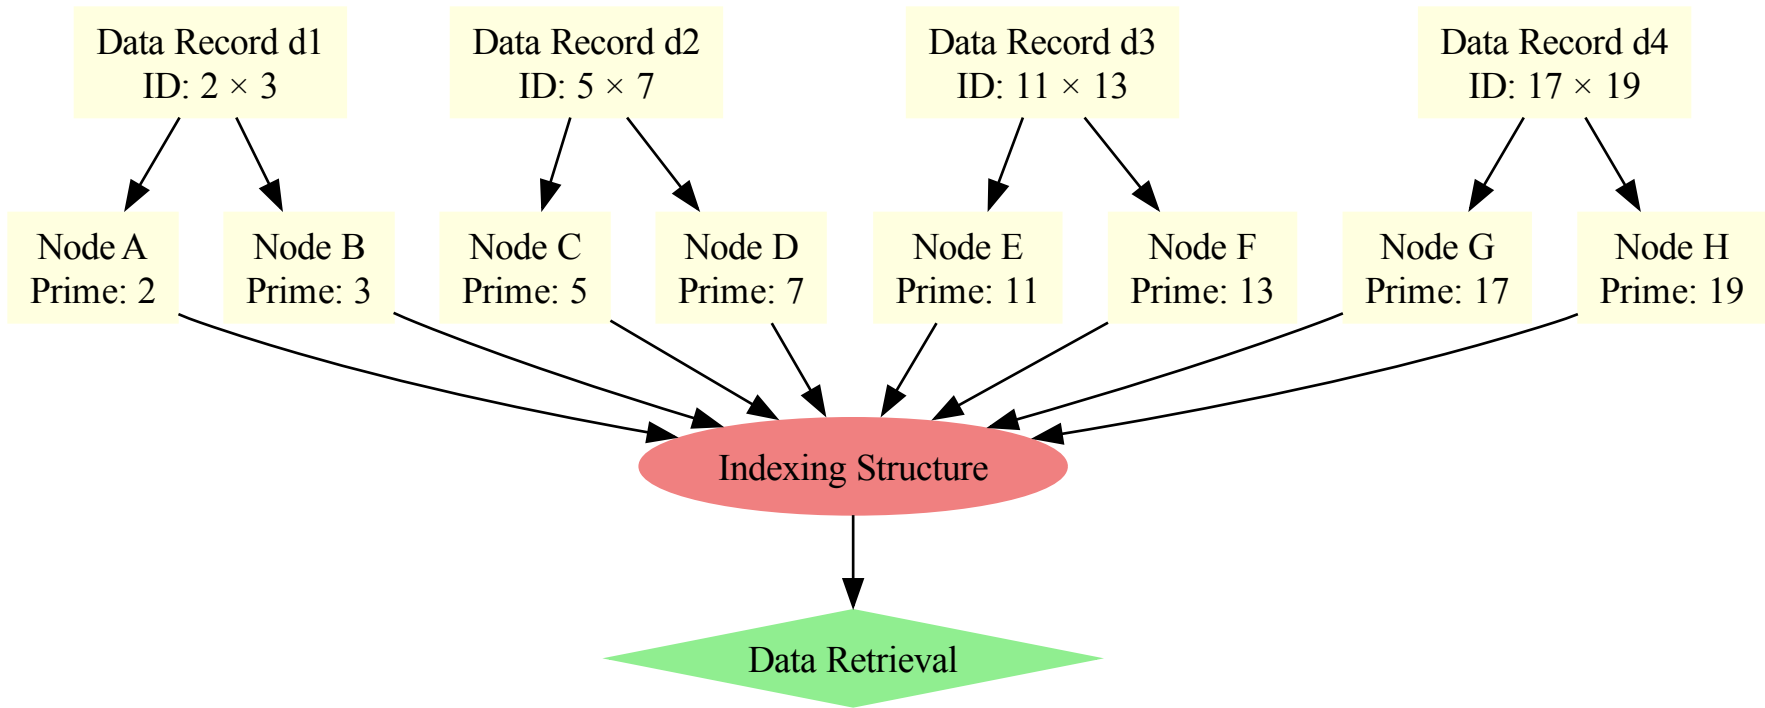 Data Record d1
ID: 2 × 3
Data Record d2
ID: 5 × 7
Data Record d3
ID: 11 × 13
Data Record d4
ID: 17 × 19
Node A
Prime: 2
Node B
Prime: 3
Node C
Prime: 5
Node D
Prime: 7
Node E
Prime: 11
Node F
Prime: 13
Node G
Prime: 17
Node H
Prime: 19
Indexing Structure
Data Retrieval